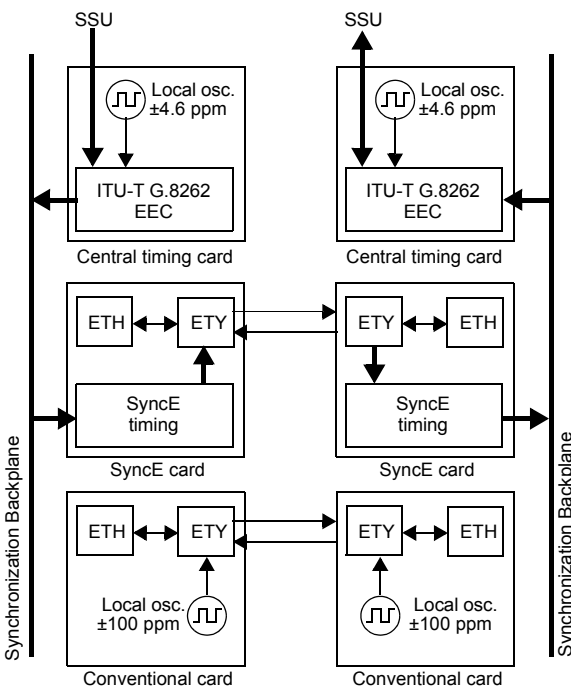 SSU
SSU
Local osc.
±4.6 ppm
Local osc.
±4.6 ppm
ITU-T G.8262
EEC
ITU-T G.8262
EEC
Central timing card
Central timing card
ETH
ETY
ETY
ETH
SyncE
timing
SyncE
timing
SyncE card
SyncE card
ETH
ETY
ETY
ETH
Local osc.
±100 ppm
Local osc.
±100 ppm
Conventional card
Conventional card
Synchronization Backplane
Synchronization Backplane